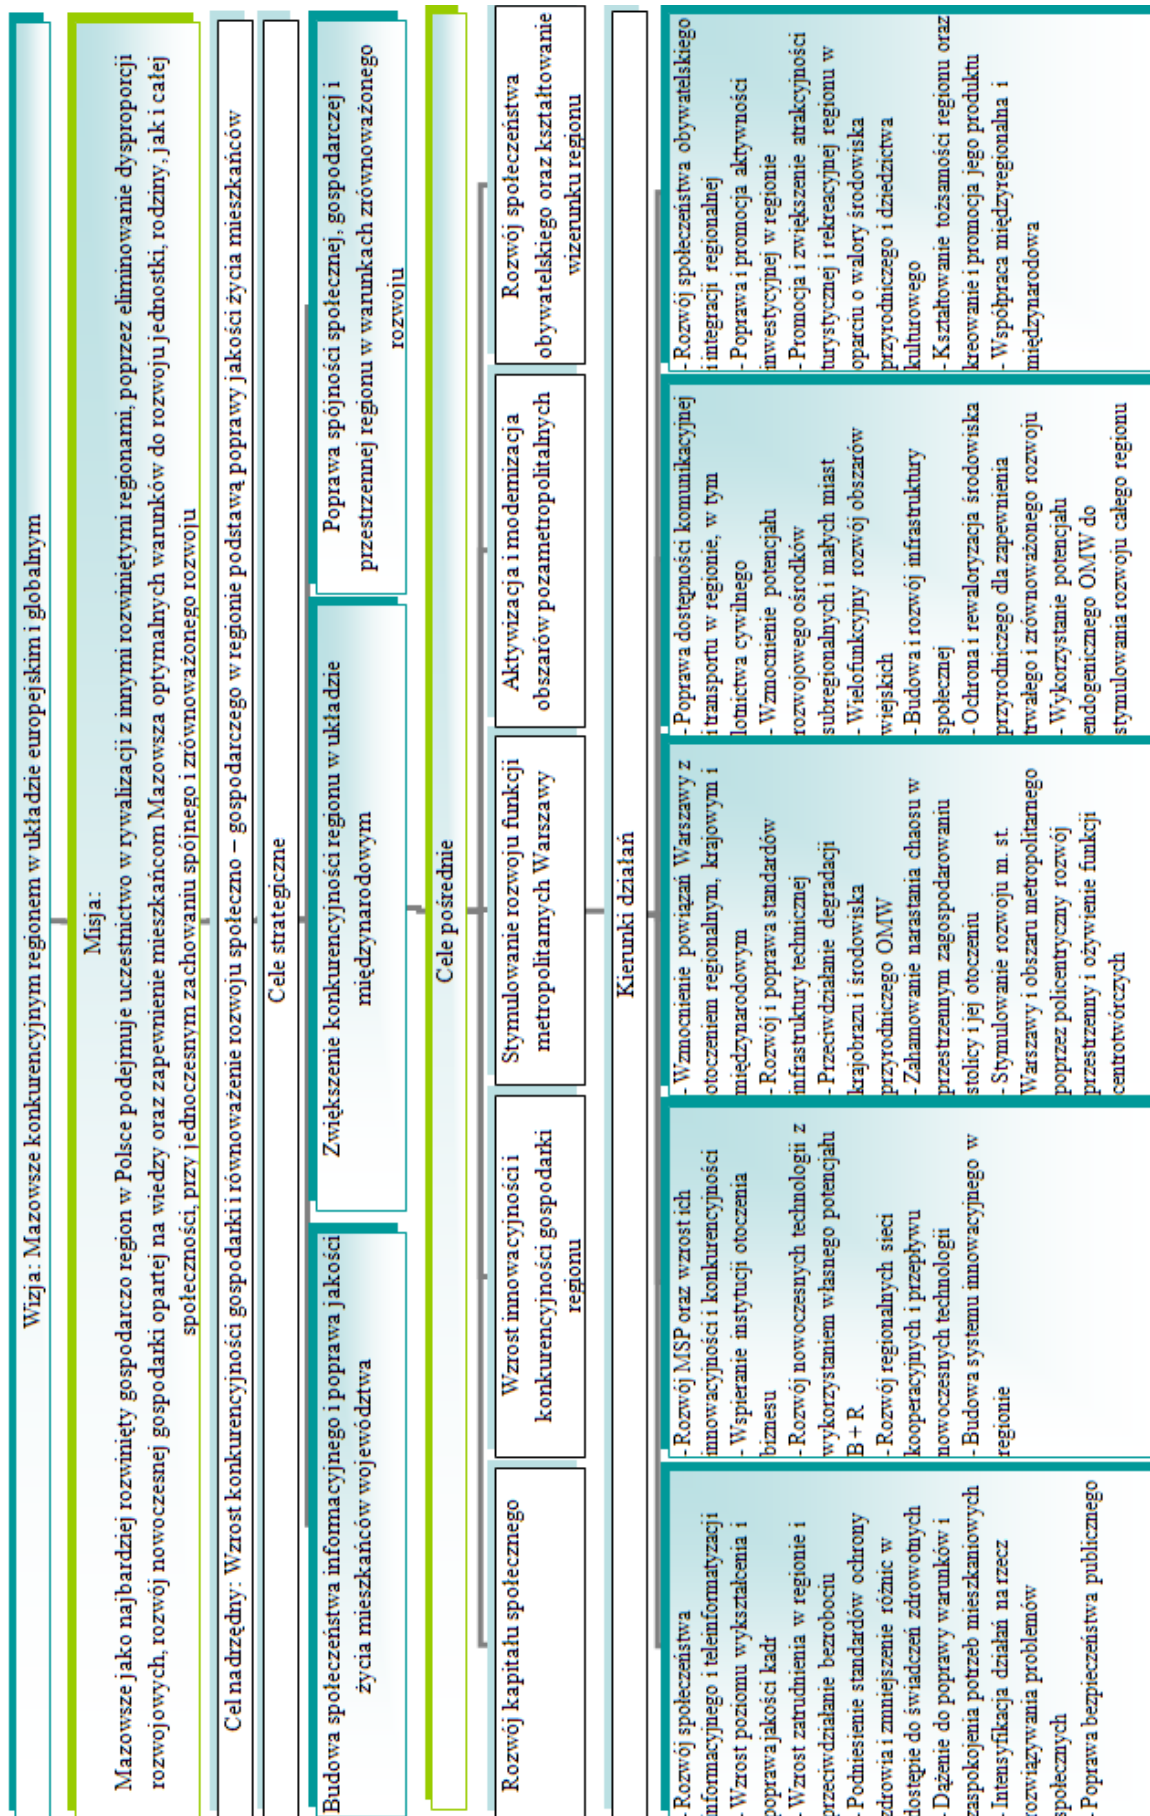 Wizja: Mazowsze konkurencyjnym regionem w układzie europejskim i globalnym
Misja:
Mazowsze jako najbardziej rozwinięty gospodarczo region w Polsce podejmuje uczestnictwo w rywalizacji z innymi rozwiniętymi regionami, poprzez eliminowanie dysproporcji
rozwojowych, rozwój nowoczesnej gospodarki opartej na wiedzy oraz zapewnienie mieszkańcom Mazowsza optymalnych warunków do rozwoju jednostki, rodziny, jak i całej
społeczności, przy jednoczesnym zachowaniu spójnego i zrównoważonego rozwoju
Cel nadrzędny: Wzrost konkurencyjności gospodarki i równoważenie rozwoju społeczno – gospodarczego w regionie podstawą poprawy jakości życia mieszkańców
Cele strategiczne
Budowa społeczeństwa informacyjnego i poprawa jakości
życia mieszkańców województwa
Zwiększenie konkurencyjności regionu w układzie
międzynarodowym
Poprawa spójności społecznej, gospodarczej i
przestrzennej regionu w warunkach zrównoważonego
rozwoju
Cele pośrednie
Rozwój kapitału społecznego
Wzrost innowacyjności i
konkurencyjności gospodarki
regionu
Stymulowanie rozwoju funkcji
metropolitarnych Warszawy
Aktywizacja i modernizacja
obszarów pozametropolitalnych
Rozwój społeczeństwa
obywatelskiego oraz kształtowanie
wizerunku regionu
Kierunki działań
- Rozwój społeczeństwa
informacyjnego i teleinformatyzacji
- Wzrost poziomu wykształcenia i
poprawa jakości kadr
- Wzrost zatrudnienia w regionie i
przeciwdziałanie bezrobociu
- Podniesienie standardów ochrony
zdrowia i zmniejszenie różnic w
dostępie do świadczeń zdrowotnych
- Dążenie do poprawy warunków i
zaspokojenia potrzeb mieszkaniowych
- Intensyfikacja działań na rzecz
rozwiązywania problemów
społecznych
- Poprawa bezpieczeństwa publicznego
- Rozwój MSP oraz wzrost ich
innowacyjności i konkurencyjności
- Wspieranie instytucji otoczenia
biznesu
- Rozwój nowoczesnych technologii z
wykorzystaniem własnego potencjału
B + R
- Rozwój regionalnych sieci
kooperacyjnych i przepływu
nowoczesnych technologii
- Budowa systemu innowacyjnego w
regionie
- Wzmocnienie powiązań Warszawy z
otoczeniem regionalnym, krajowym i
międzynarodowym
- Rozwój i poprawa standardów
infrastruktury technicznej
- Przeciwdziałanie degradacji
krajobrazu i środowiska
przyrodniczego OMW
- Zahamowanie narastania chaosu w
przestrzennym zagospodarowaniu
stolicy i jej otoczeniu
- Stymulowanie rozwoju m. st.
Warszawy i obszaru metropolitarnego
poprzez policentryczny rozwój
przestrzenny i ożywienie funkcji
centrotwórczych
- Poprawa dostępności komunikacyjnej
i transportu w regionie, w tym
lotnictwa cywilnego
- Wzmocnienie potencjału
rozwojowego ośrodków
subregionalnych i małych miast
- Wielofunkcyjny rozwój obszarów
wiejskich
- Budowa i rozwój infrastruktury
społecznej
- Ochrona i rewaloryzacja środowiska
przyrodniczego dla zapewnienia
trwałego i zrównoważonego rozwoju
- Wykorzystanie potencjału
endogenicznego OMW do
stymulowania rozwoju całego regionu
- Rozwój społeczeństwa obywatelskiego
i integracji regionalnej
- Poprawa i promocja aktywności
inwestycyjnej w regionie
- Promocja i zwiększenie atrakcyjności
turystycznej i rekreacyjnej regionu w
oparciu o walory środowiska
przyrodniczego i dziedzictwa
kulturowego
- Kształtowanie tożsamości regionu oraz
kreowanie i promocja jego produktu
- Współpraca międzyregionalna i
międzynarodowa